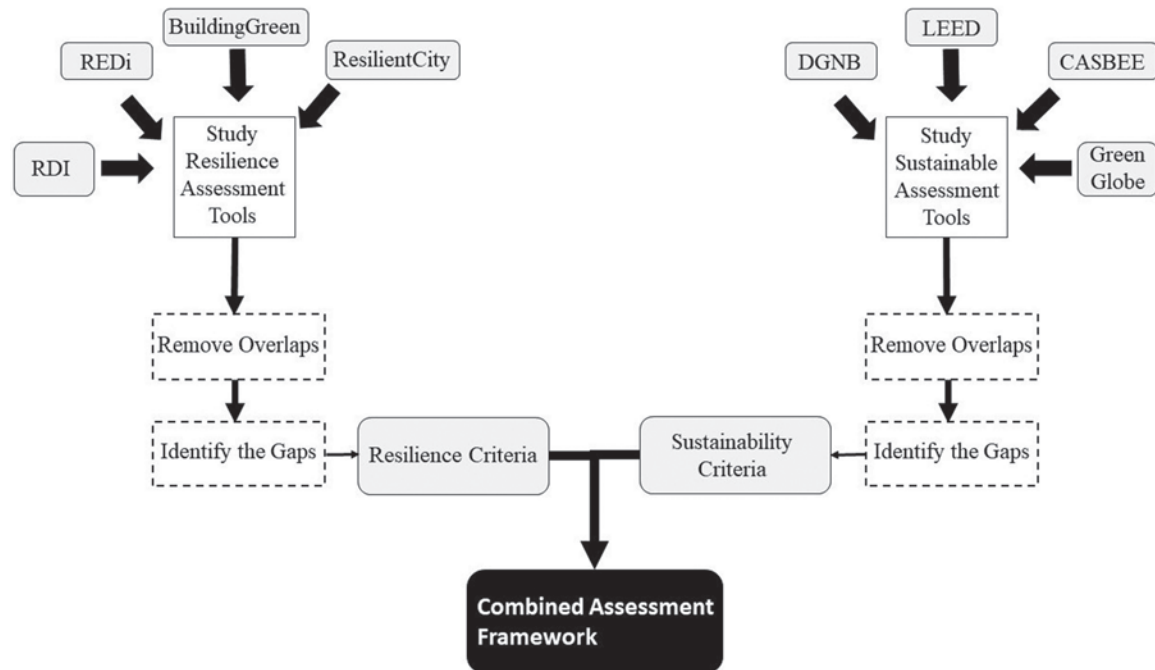 BuildingGreen
REDi
ResilientCity
RDI
Study
Resilience
Assessment
Tools
Remove Overlaps
Identify the Gaps
Resilience Criteria
LEED
DGNB
CASBEE
Green
Globe
Study
Sustainable
Assessment
Tools
Remove Overlaps
Identify the Gaps
Sustainability
Criteria
Combined Assessment
Framework